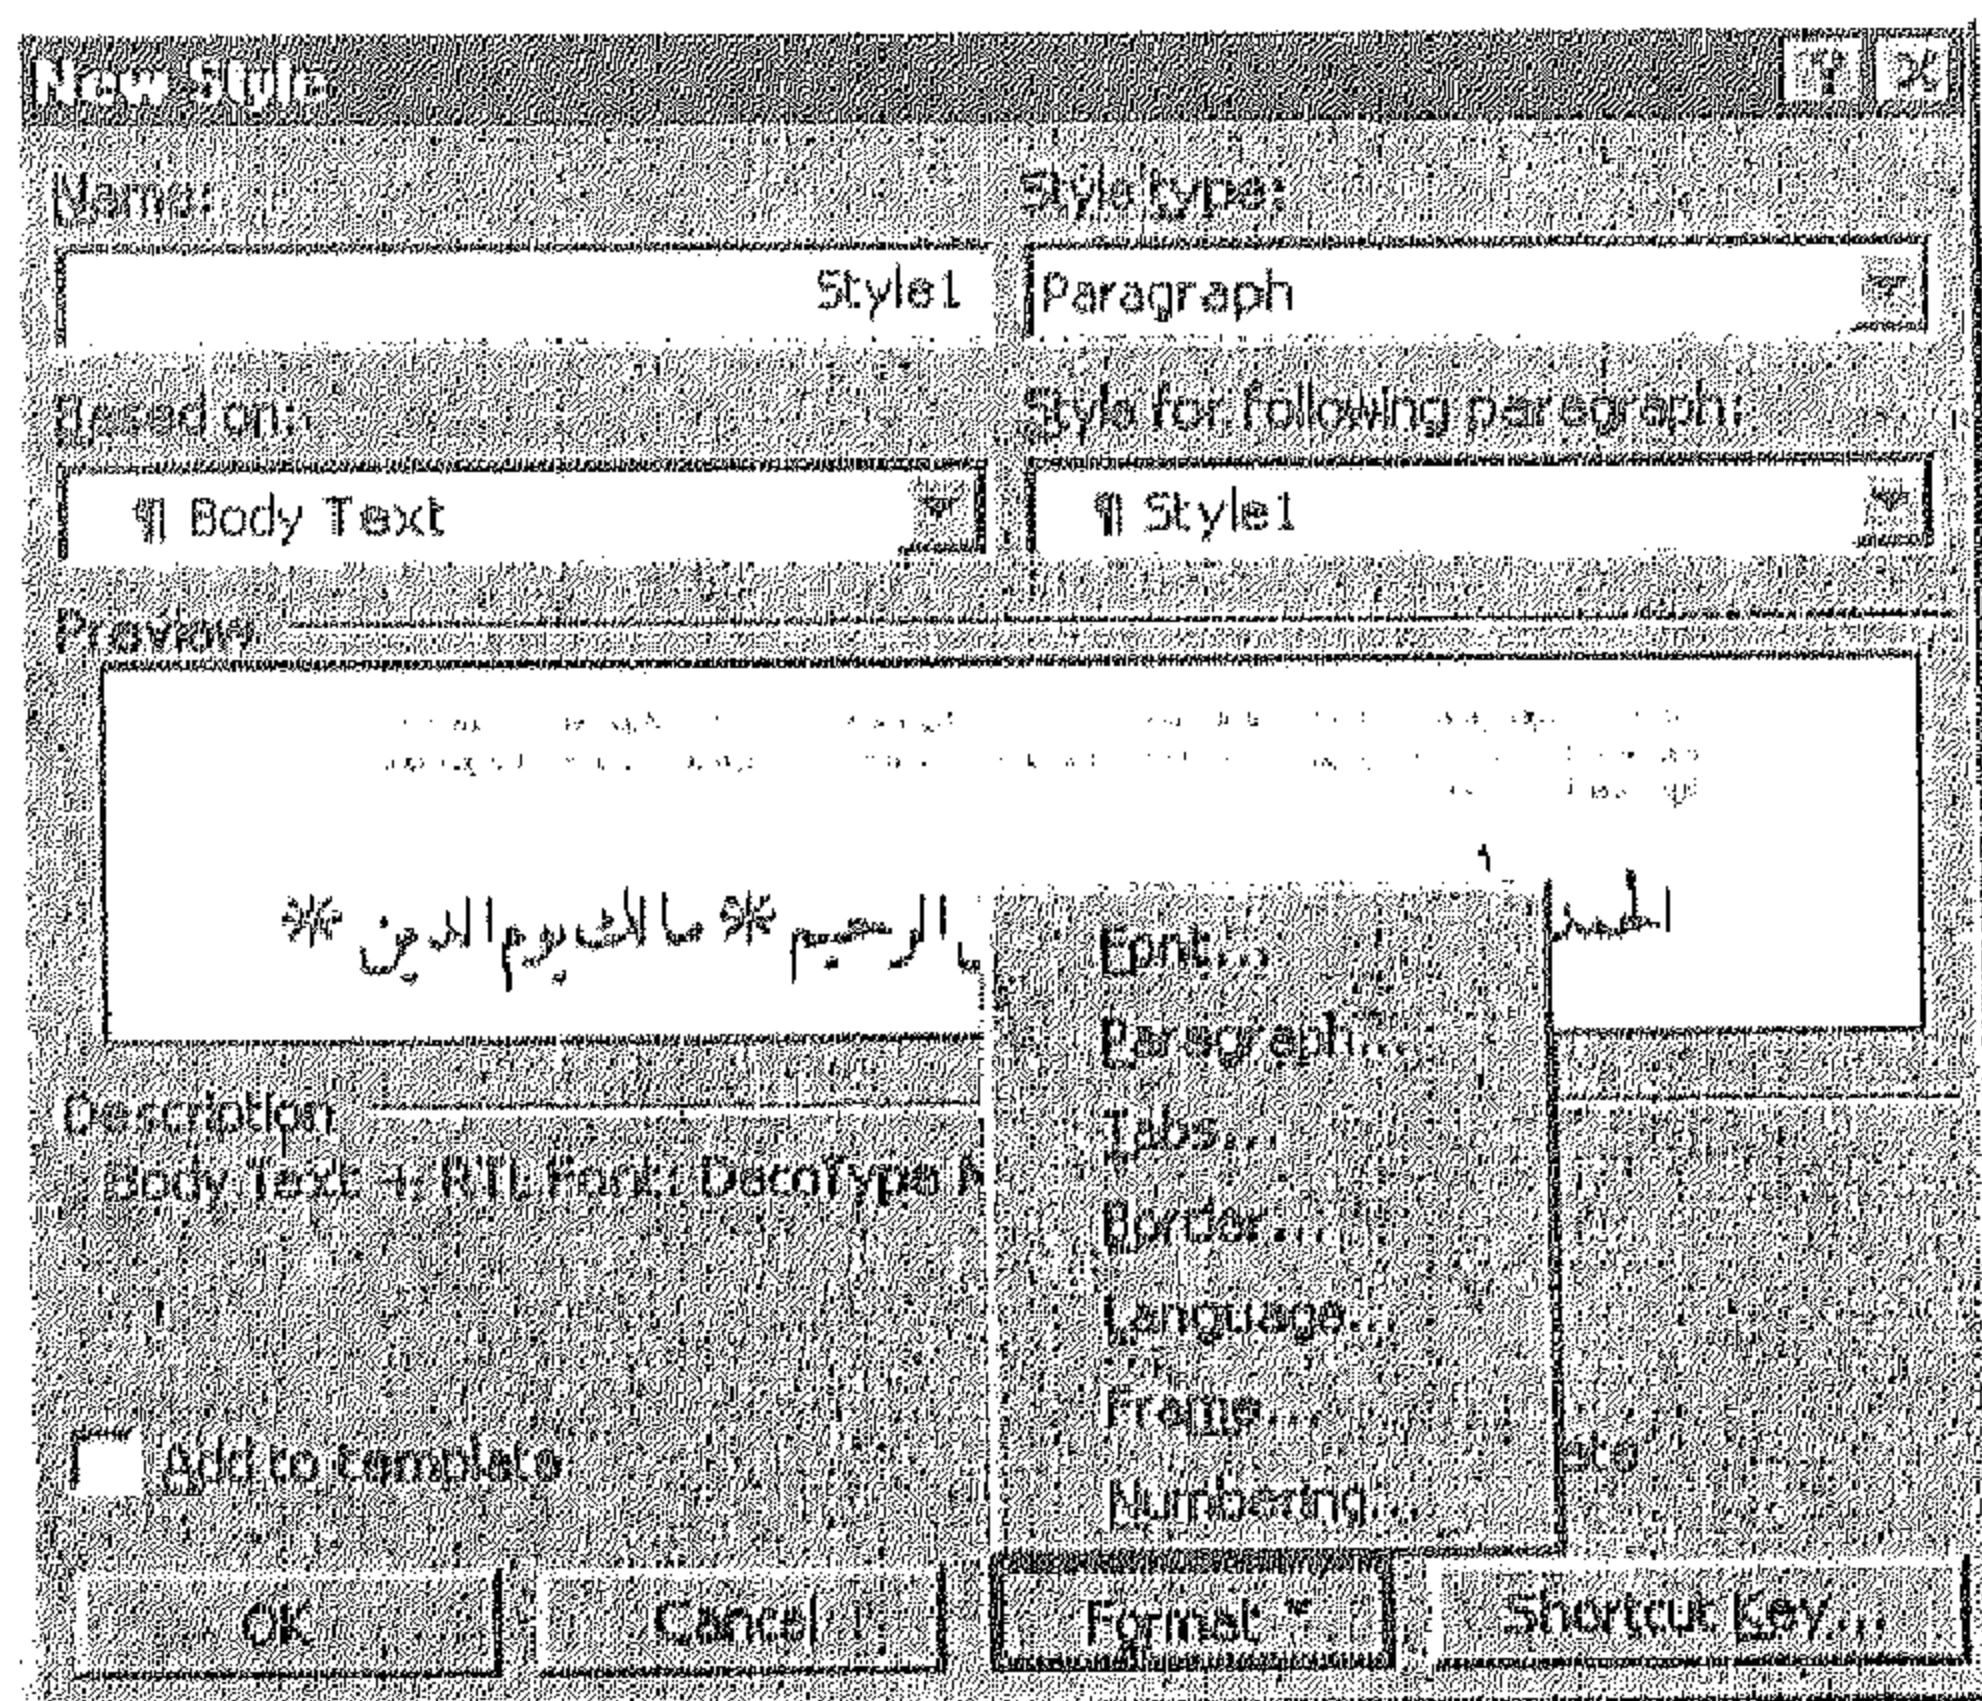 New Style
Name:
Style type:
Style1
Paragraph
Based on:
Style for following paragraph:
¶ Body Text
¶ Style1
Preview
الحمد
الرحيم * مالك يوم الدين *
Description
Body Text + RTL Font: DecoType
Font...
Paragraph...
Tabs...
Border...
Language...
Frame...
Numbering...
Add to template
OK
Cancel
Format
Shortcut Key...